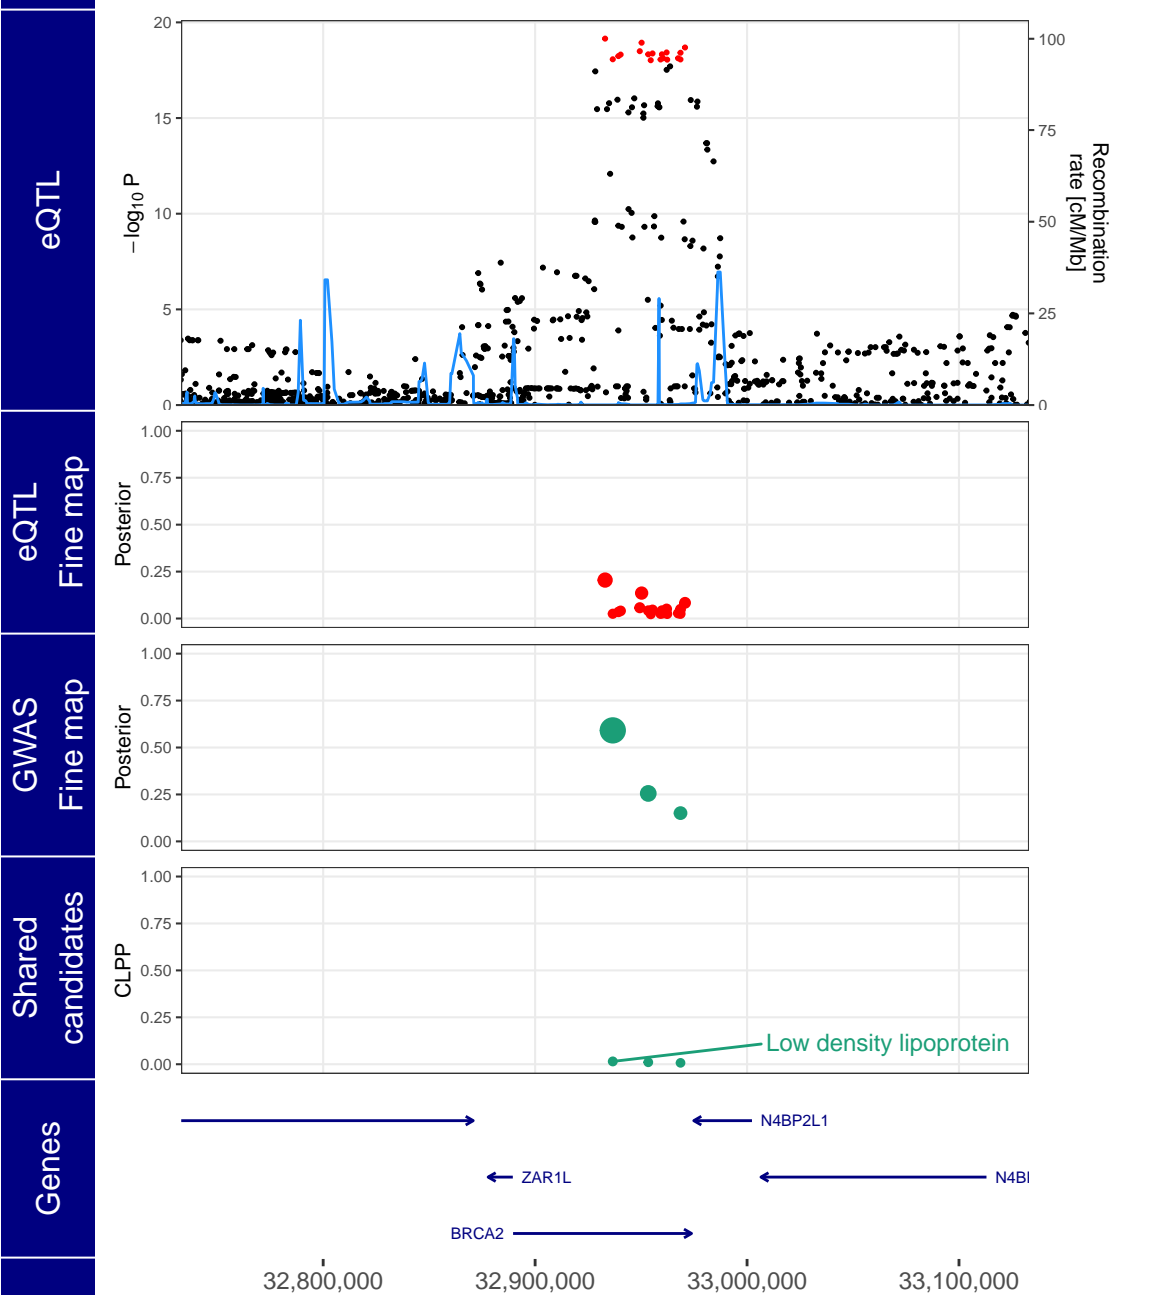 eQTL
−log10 P
20
15
10
5
0
100
75
50
25
0
Recombination
rate [cM/Mb]
eQTL
Fine map
Posterior
1.00
0.75
0.50
0.25
0.00
GWAS
Fine map
Posterior
1.00
0.75
0.50
0.25
0.00
Shared
candidates
CLPP
1.00
0.75
0.50
0.25
0.00
Low density lipoprotein
Genes
N4BP2L1
ZAR1L
N4B
BRCA2
32,800,000
32,900,000
33,000,000
33,100,000